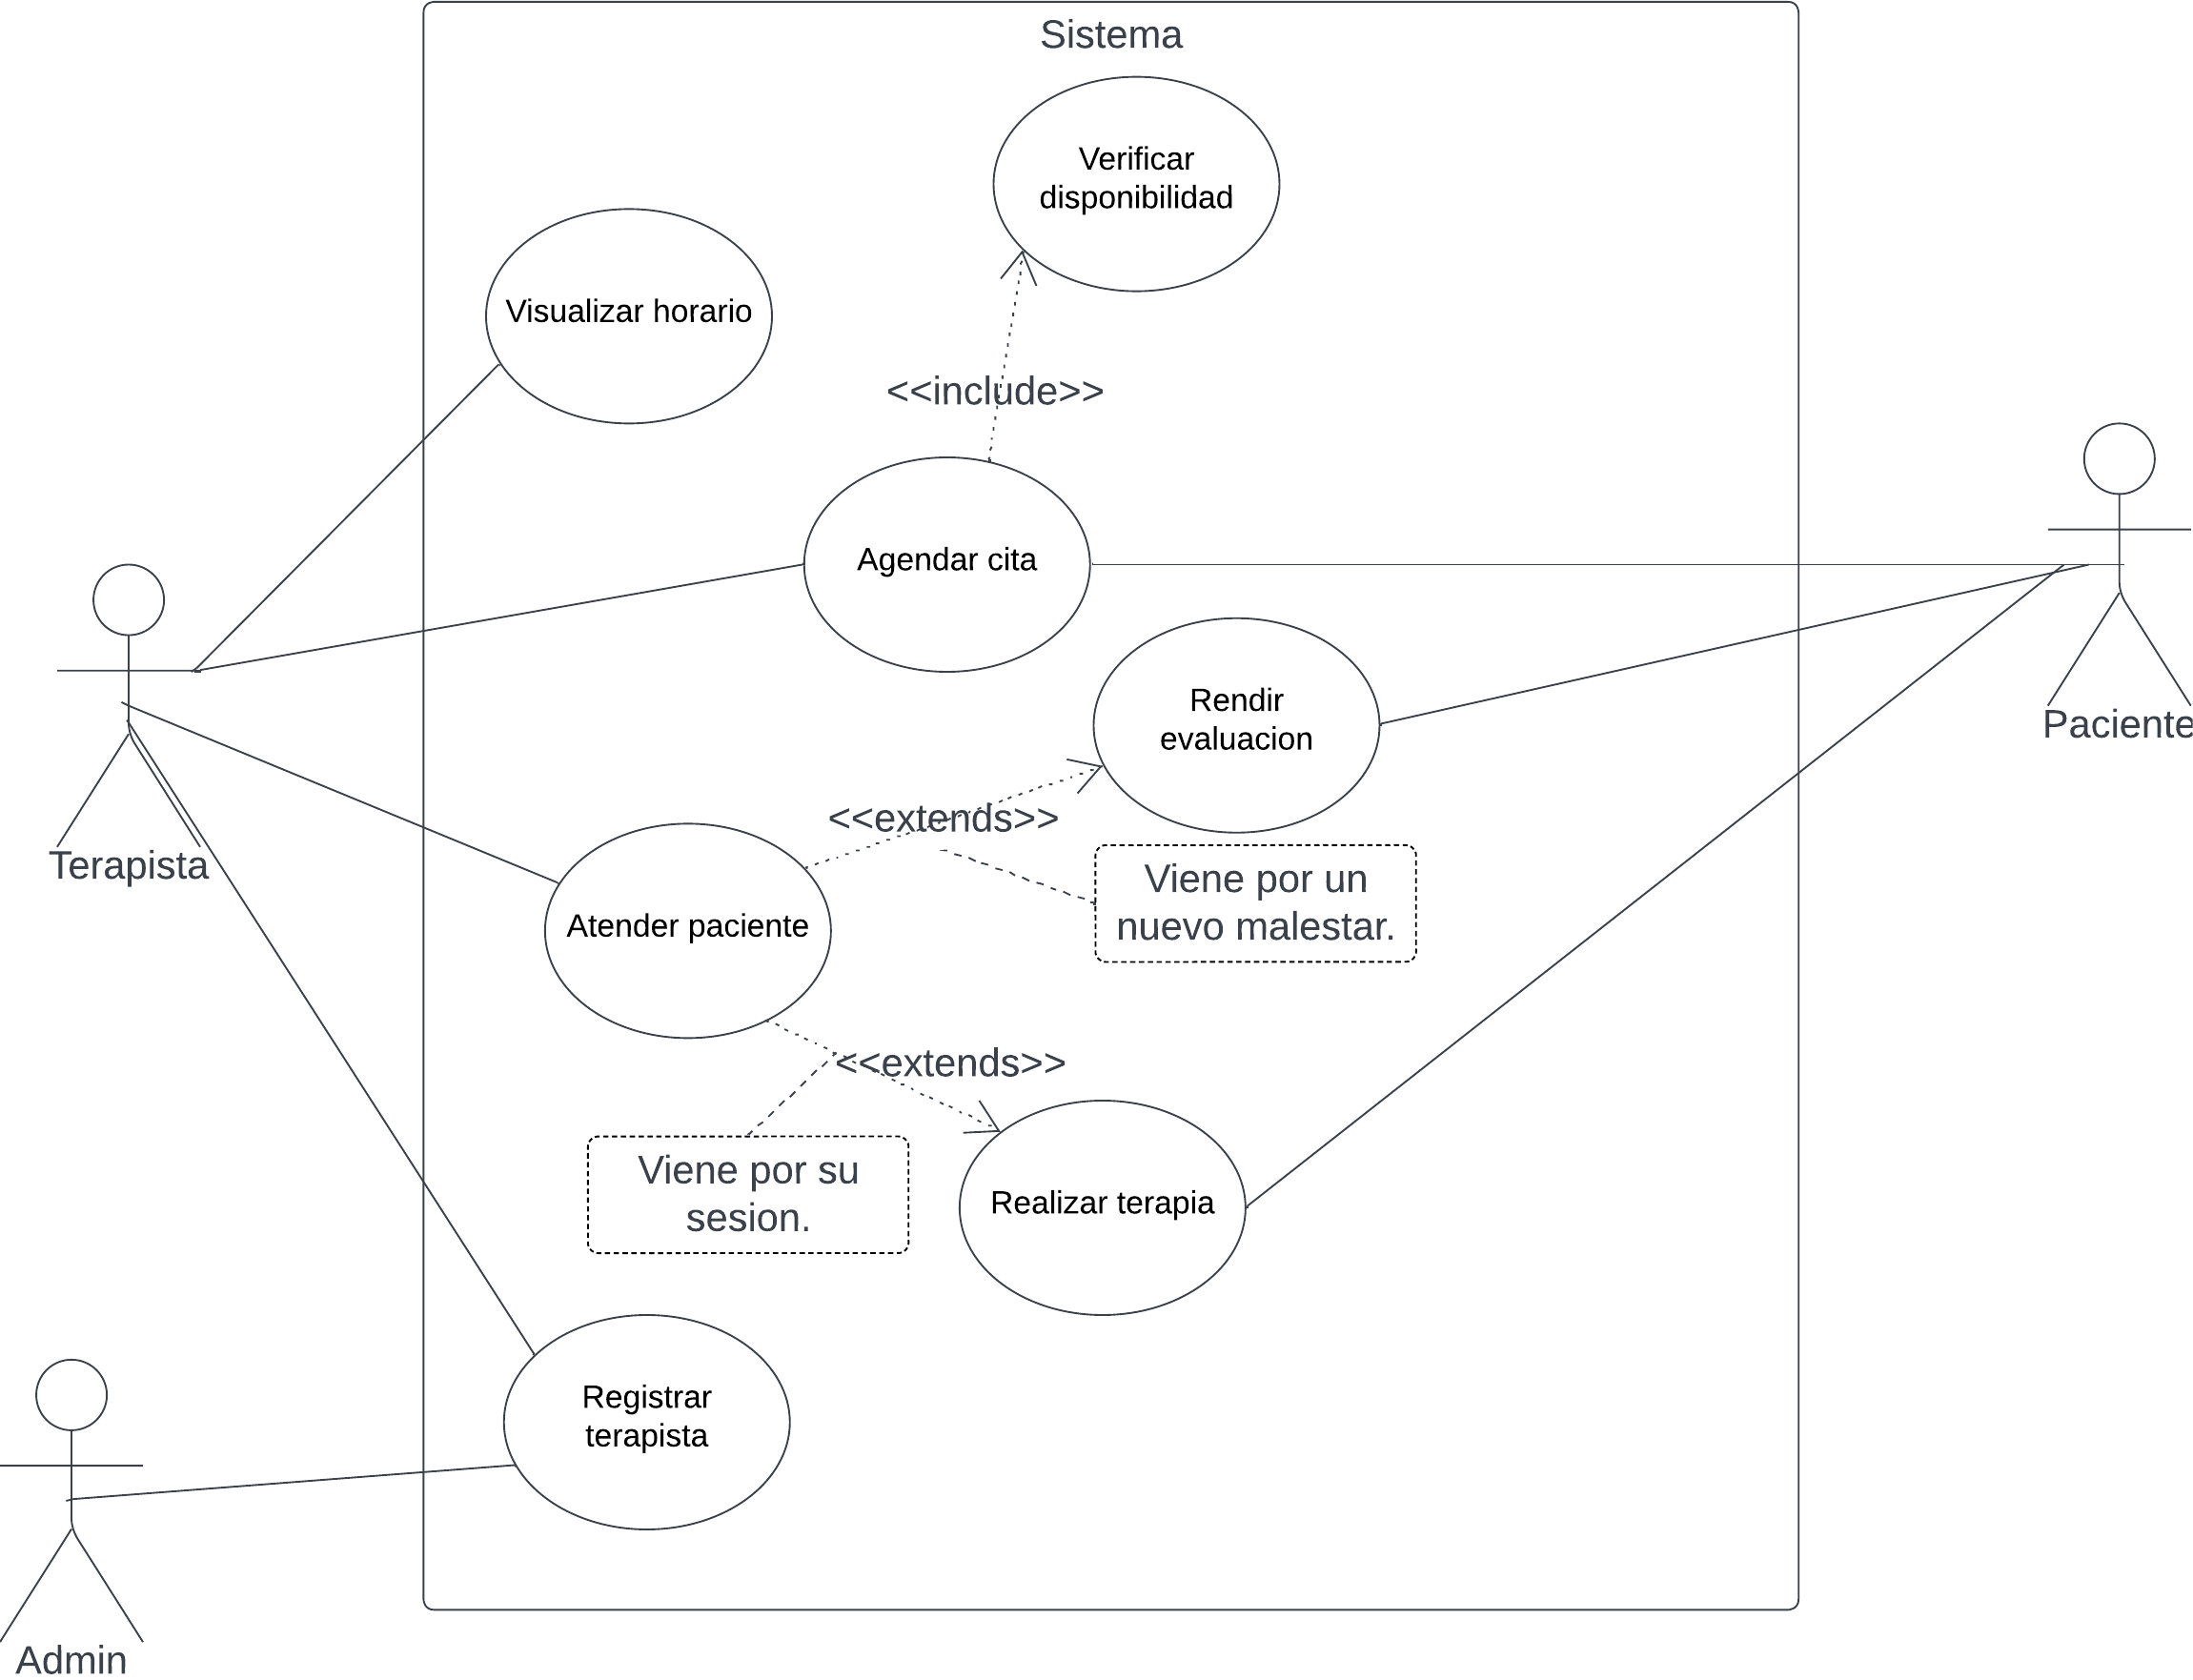 Sistema
Verificar
disponibilidad
Visualizar horario
<<include>>
Agendar cita
Rendir
evaluacion
Paciente
<<extends>>
Terapista
Viene por un
nuevo malestar.
Atender paciente
<<extends>>
Viene por su
sesion.
Realizar terapia
Registrar
terapista
Admin